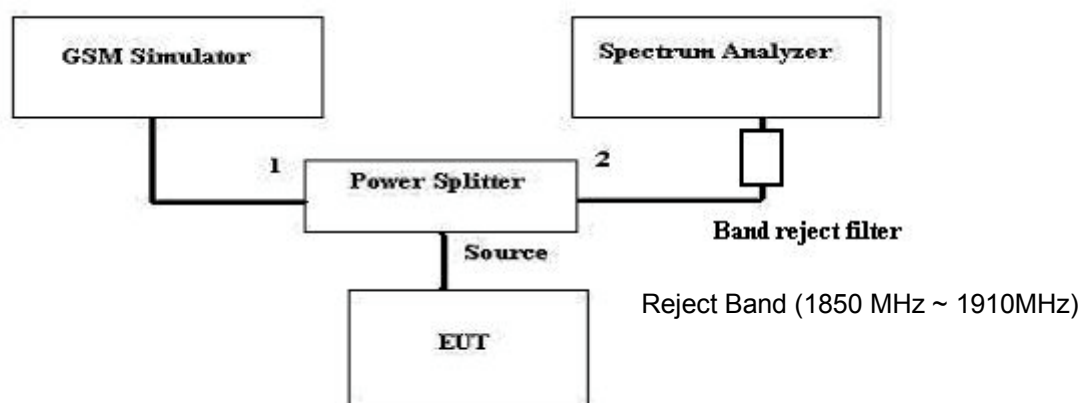 GSM Simulator
Spectrum Analyzer
1
2
Power Splitter
Band reject filter
Source
Reject Band (1850 MHz ~ 1910MHz)
EUT